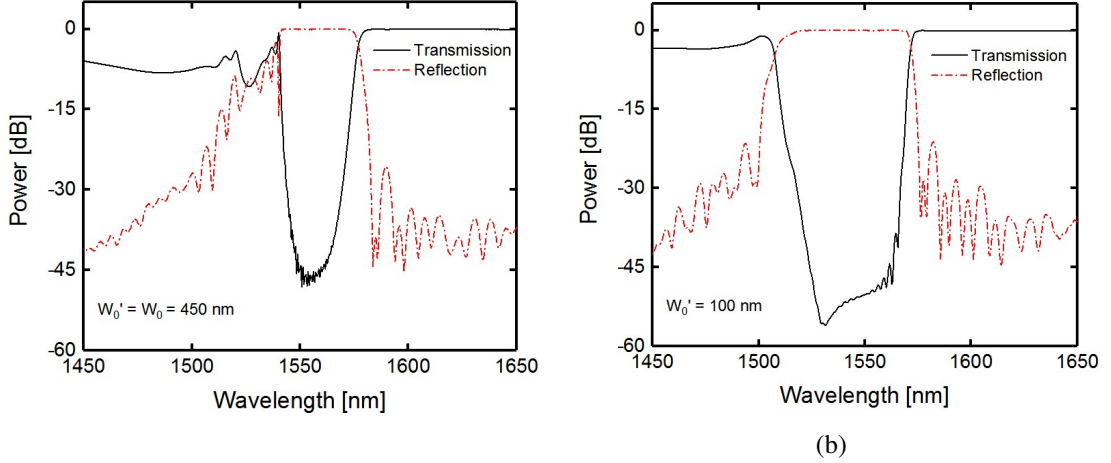 0
-15
-30
-45
-60
Power [dB]
Transmission
Reflection
W0' = W0 = 450 nm
1450 1500 1550 1600 1650
Wavelength [nm]
0
-15
-30
-45
-60
Power [dB]
Transmission
Reflection
W0' = 100 nm
1450 1500 1550 1600 1650
Wavelength [nm]
(b)